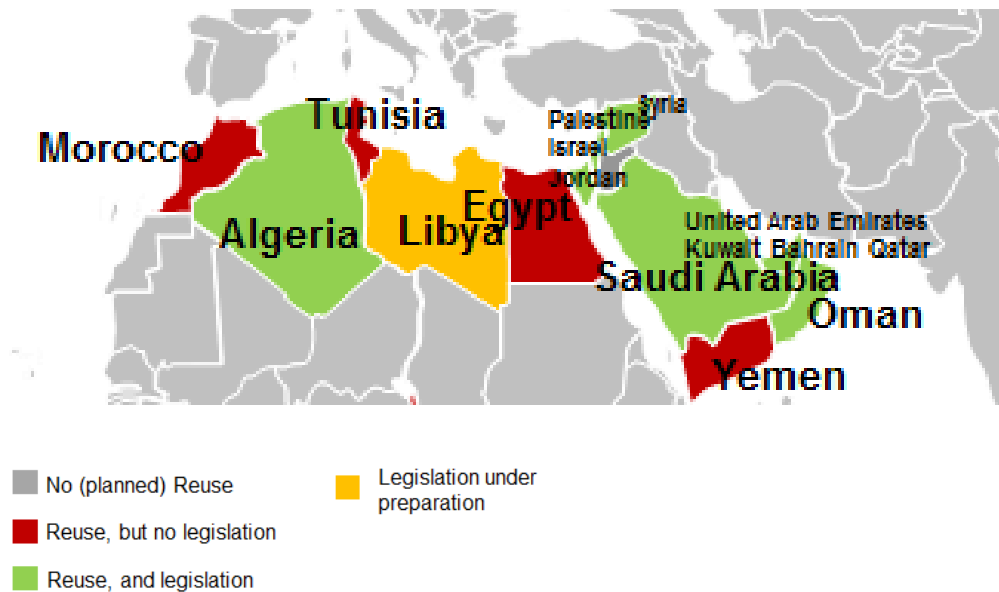 Tunisia
Syria
Palestine
Morocco
Israel
Jordan
Egypt
Algeria
Libya
United Arab Emirates
Kuwait Bahrain Qatar
Saudi Arabia
Oman
Yemen
No (planned) Reuse
Legislation under
preparation
Reuse, but no legislation
Reuse, and legislation